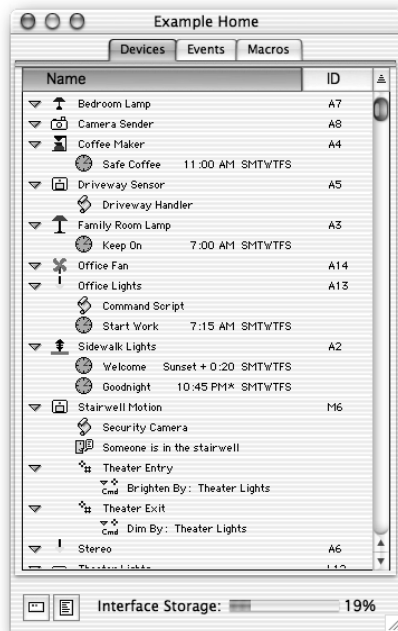 Example Home
Devices Events Macros
Name ID
Bedroom Lamp A7
Camera Sender A8
Coffee Maker A4
Safe Coffee 11:00 AM SMTWTFS
Driveway Sensor A5
Driveway Handler
Family Room Lamp A3
Keep On 7:00 AM SMTWTFS
Office Fan A14
Office Lights A13
Command Script
Start Work 7:15 AM SMTWTFS
Sidewalk Lights A2
Welcome Sunset + 0:20 SMTWTFS
Goodnight 10:45 PM* SMTWTFS
Stairwell Motion M6
Security Camera
Someone is in the stairwell
Theater Entry
Cmd Brighten By: Theater Lights
Theater Exit
Cmd Dim By: Theater Lights
Stereo A6
Theater Lights
Interface Storage: 19%